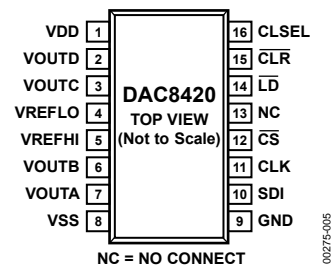 VDD 1 16 CLSEL
VOUTD 2 15 CLR
VOUTC 3 14 LD
VREFLO 4 13 NC
VREFHI 5 12 CS
VOUTB 6 11 CLK
VOUTA 7 10 SDI
VSS 8 9 GND
DAC8420
TOP VIEW
(Not to Scale)
NC = NO CONNECT
00275-005